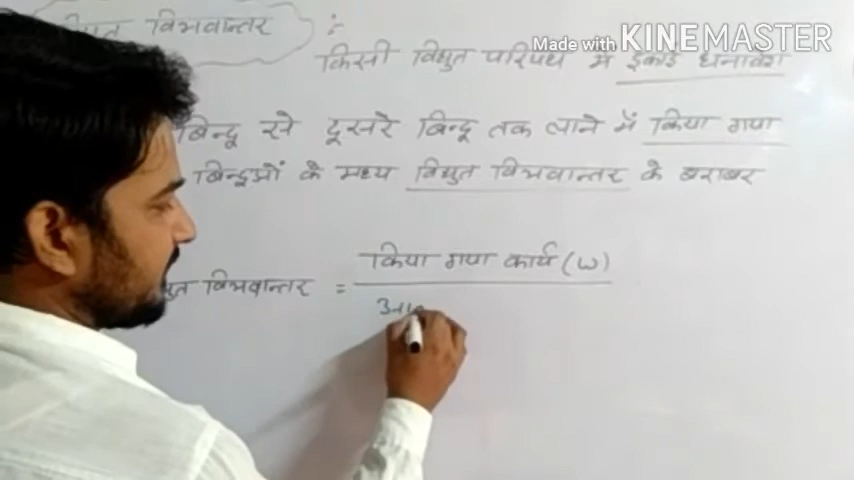 विभवान्तर :-
Made with KINEMASTER
किसी विद्युत परिपथ में इकाई धनावेश
बिन्दू से दूसरे बिन्दू तक लाने में किया गया
बिन्दुओं के मध्य विद्युत विभवान्तर के बराबर
विभवान्तर = किया गया कार्य (W)